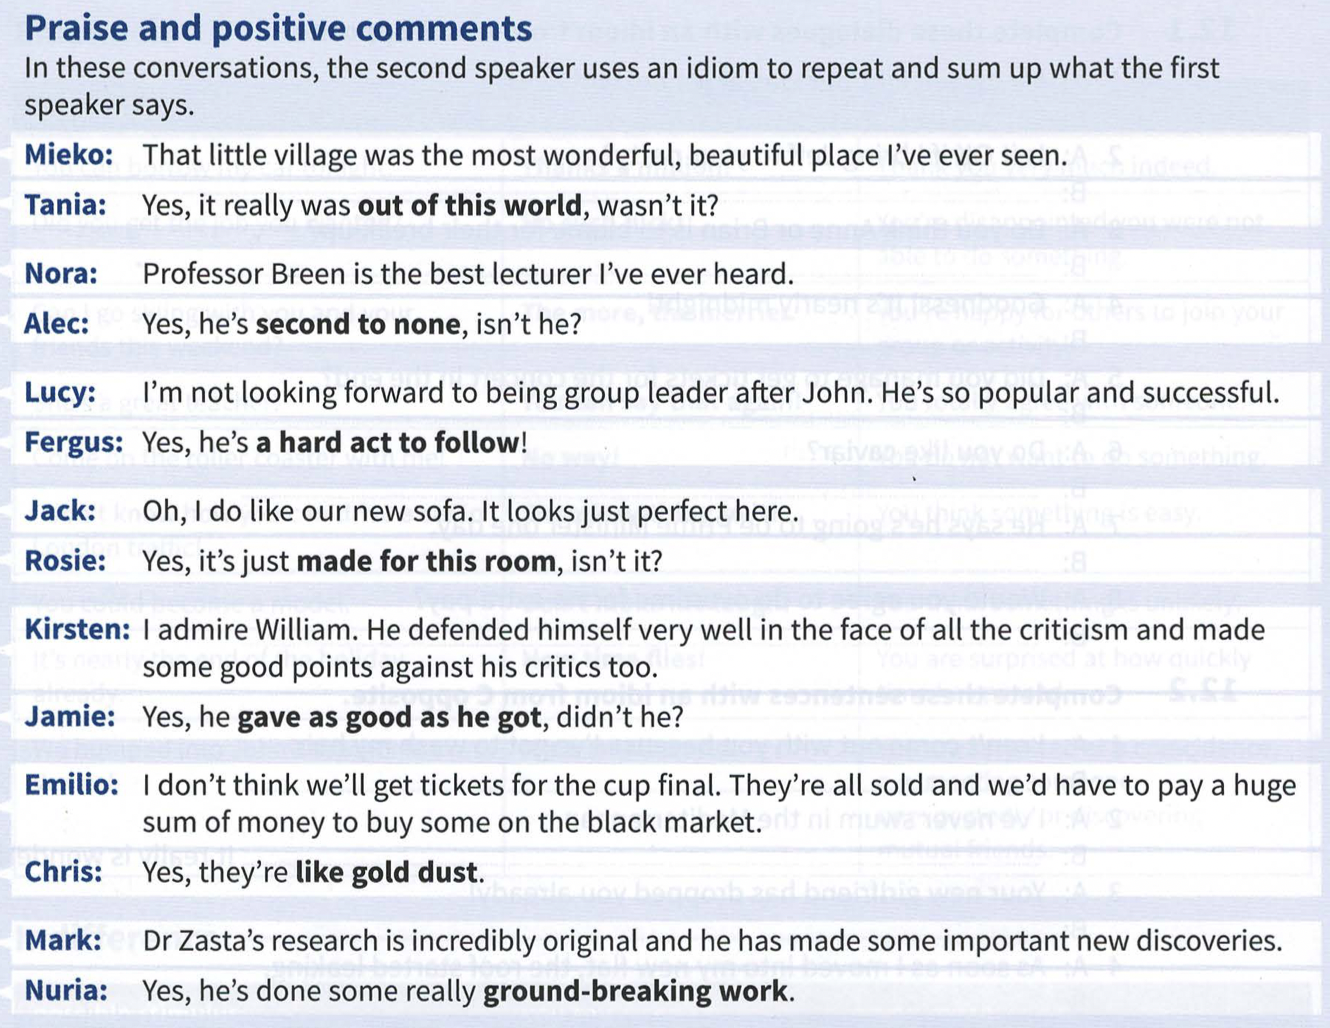 Praise and positive comments
In these conversations, the second speaker uses an idiom to repeat and sum up what the first
speaker says.
Mieko: That little village was the most wonderful, beautiful place I've ever seen.
Tania: Yes, it really was out of this world, wasn't it?
Nora: Professor Breen is the best lecturer I've ever heard.
Alec: Yes, he's second to none, isn't he?
Lucy: I'm not looking forward to being group leader after John. He's so popular and successful.
Fergus: Yes, he's a hard act to follow!
Jack: Oh, I do like our new sofa. It looks just perfect here.
Rosie: Yes, it's just made for this room, isn't it?
Kirsten: I admire William. He defended himself very well in the face of all the criticism and made
some good points against his critics too.
Jamie: Yes, he gave as good as he got, didn't he?
Emilio: I don't think we'll get tickets for the cup final. They're all sold and we'd have to pay a huge
sum of money to buy some on the black market.
Chris: Yes, they're like gold dust.
Mark: Dr Zasta's research is incredibly original and he has made some important new discoveries.
Nuria: Yes, he's done some really ground-breaking work.